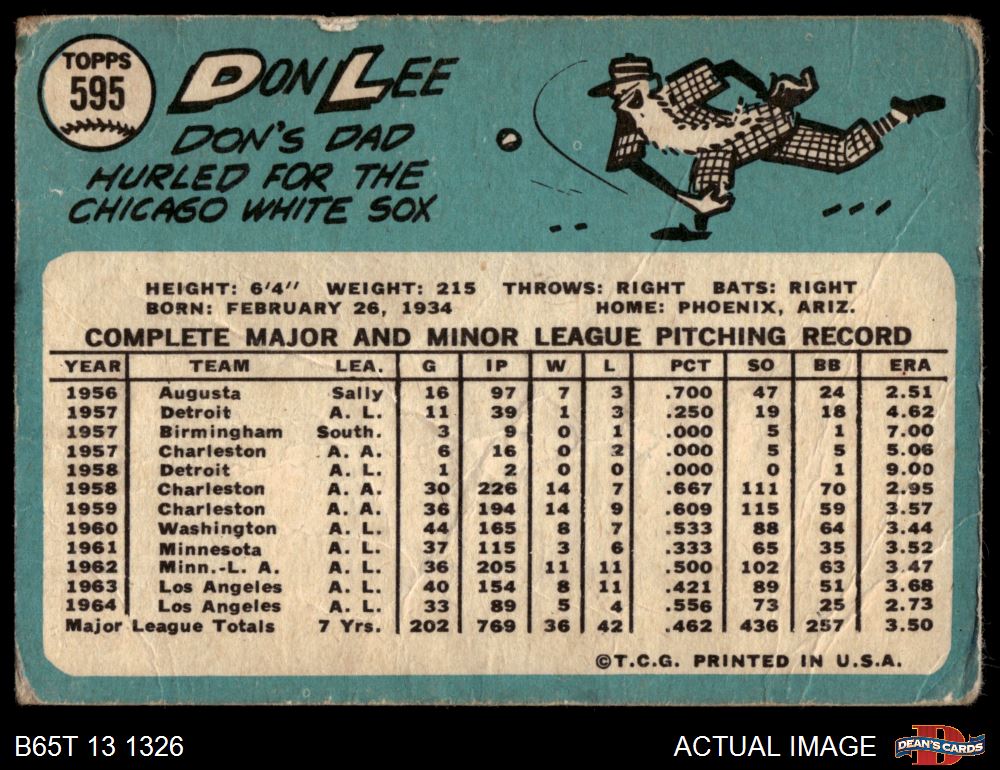 TOPPS
595
DON LEE
DON'S DAD
HURLED FOR THE
CHICAGO WHITE SOX
HEIGHT: 6'4" WEIGHT: 215 THROWS: RIGHT BATS: RIGHT
BORN: FEBRUARY 26, 1934 HOME: PHOENIX, ARIZ.
COMPLETE MAJOR AND MINOR LEAGUE PITCHING RECORD
YEAR TEAM LEA. G IP W L PCT SO BB ERA
1956 Augusta Sally 16 97 7 3 .700 47 24 2.51
1957 Detroit A. L. 11 39 1 3 .250 19 18 4.62
1957 Birmingham South. 3 9 0 1 .000 5 1 7.00
1957 Charleston A. A. 6 16 0 2 .000 5 5 5.06
1958 Detroit A. L. 1 2 0 0 .000 0 1 9.00
1958 Charleston A. A. 30 226 14 7 .667 111 70 2.95
1959 Charleston A. A. 36 194 14 9 .609 115 59 3.57
1960 Washington A. L. 44 165 8 7 .533 88 64 3.44
1961 Minnesota A. L. 37 115 3 6 .333 65 35 3.52
1962 Minn.-L. A. A. L. 36 205 11 11 .500 102 63 3.47
1963 Los Angeles A. L. 40 154 8 11 .421 89 51 3.68
1964 Los Angeles A. L. 33 89 5 4 .556 73 25 2.73
Major League Totals 7 Yrs. 202 769 36 42 .462 436 257 3.50
©T.C.G. PRINTED IN U.S.A.
B65T 13 1326 ACTUAL IMAGE
D
DEAN'S CARDS